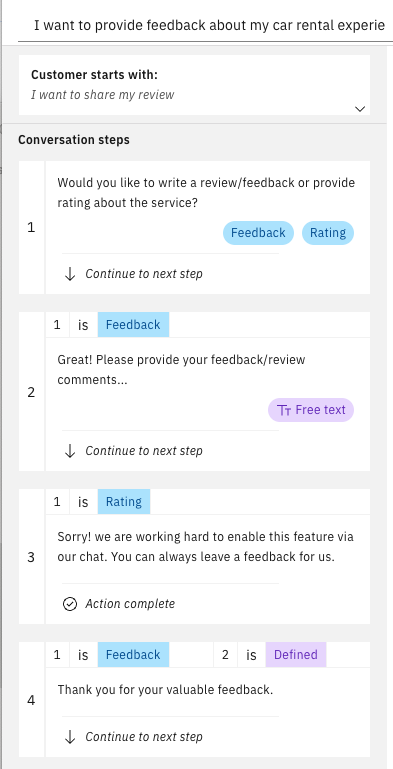 I want to provide feedback about my car rental experie
Customer starts with:
I want to share my review
Conversation steps
1
Would you like to write a review/feedback or provide
rating about the service?
Feedback Rating
Continue to next step
1 is Feedback
2
Great! Please provide your feedback/review
comments...
Free text
Continue to next step
1 is Rating
3
Sorry! we are working hard to enable this feature via
our chat. You can always leave a feedback for us.
Action complete
1 is Feedback 2 is Defined
4
Thank you for your valuable feedback.
Continue to next step